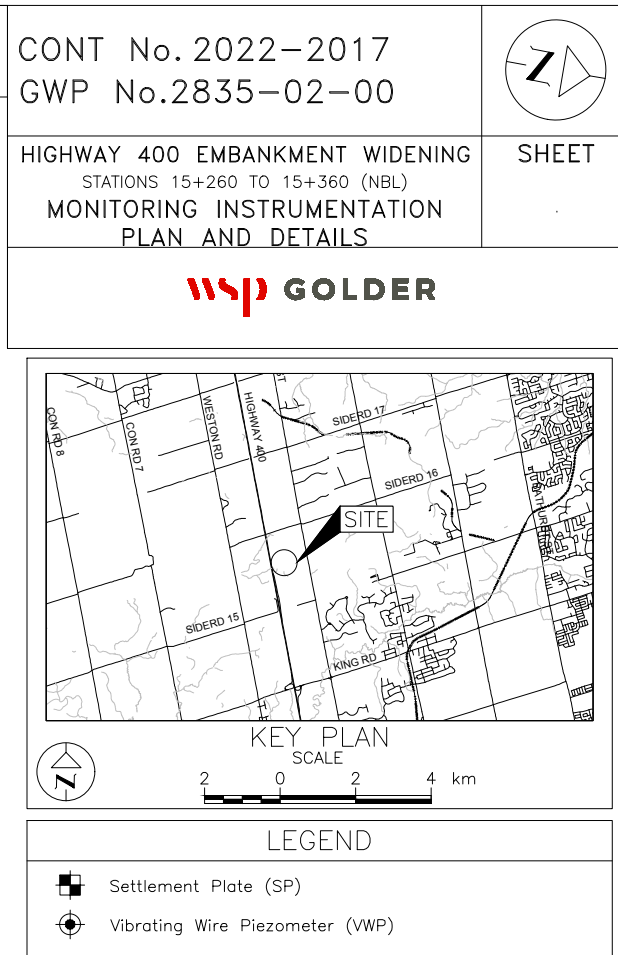 CONT No. 2022-2017
GWP No.2835-02-00
N
HIGHWAY 400 EMBANKMENT WIDENING
STATIONS 15+260 TO 15+360 (NBL)
MONITORING INSTRUMENTATION
PLAN AND DETAILS
SHEET
wsp GOLDER
CON RD 8
CON RD 7
WESTON RD
HIGHWAY 400
ST
SIDERD 17
SIDERD 16
SITE
SIDERD 15
KING RD
KEY PLAN
SCALE
N
2 0 2 4 km
LEGEND
Settlement Plate (SP)
Vibrating Wire Piezometer (VWP)